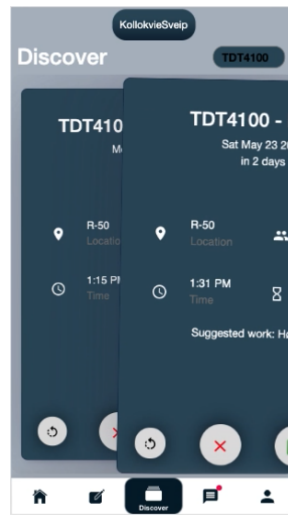 KollokvieSveip
Discover
TDT4100
TDT410
TDT4100 -
Sat May 23 2
in 2 days
R-50
Location
R-50
Location
1:15 P
Time
1:31 PM
Time
Suggested work: H
Discover